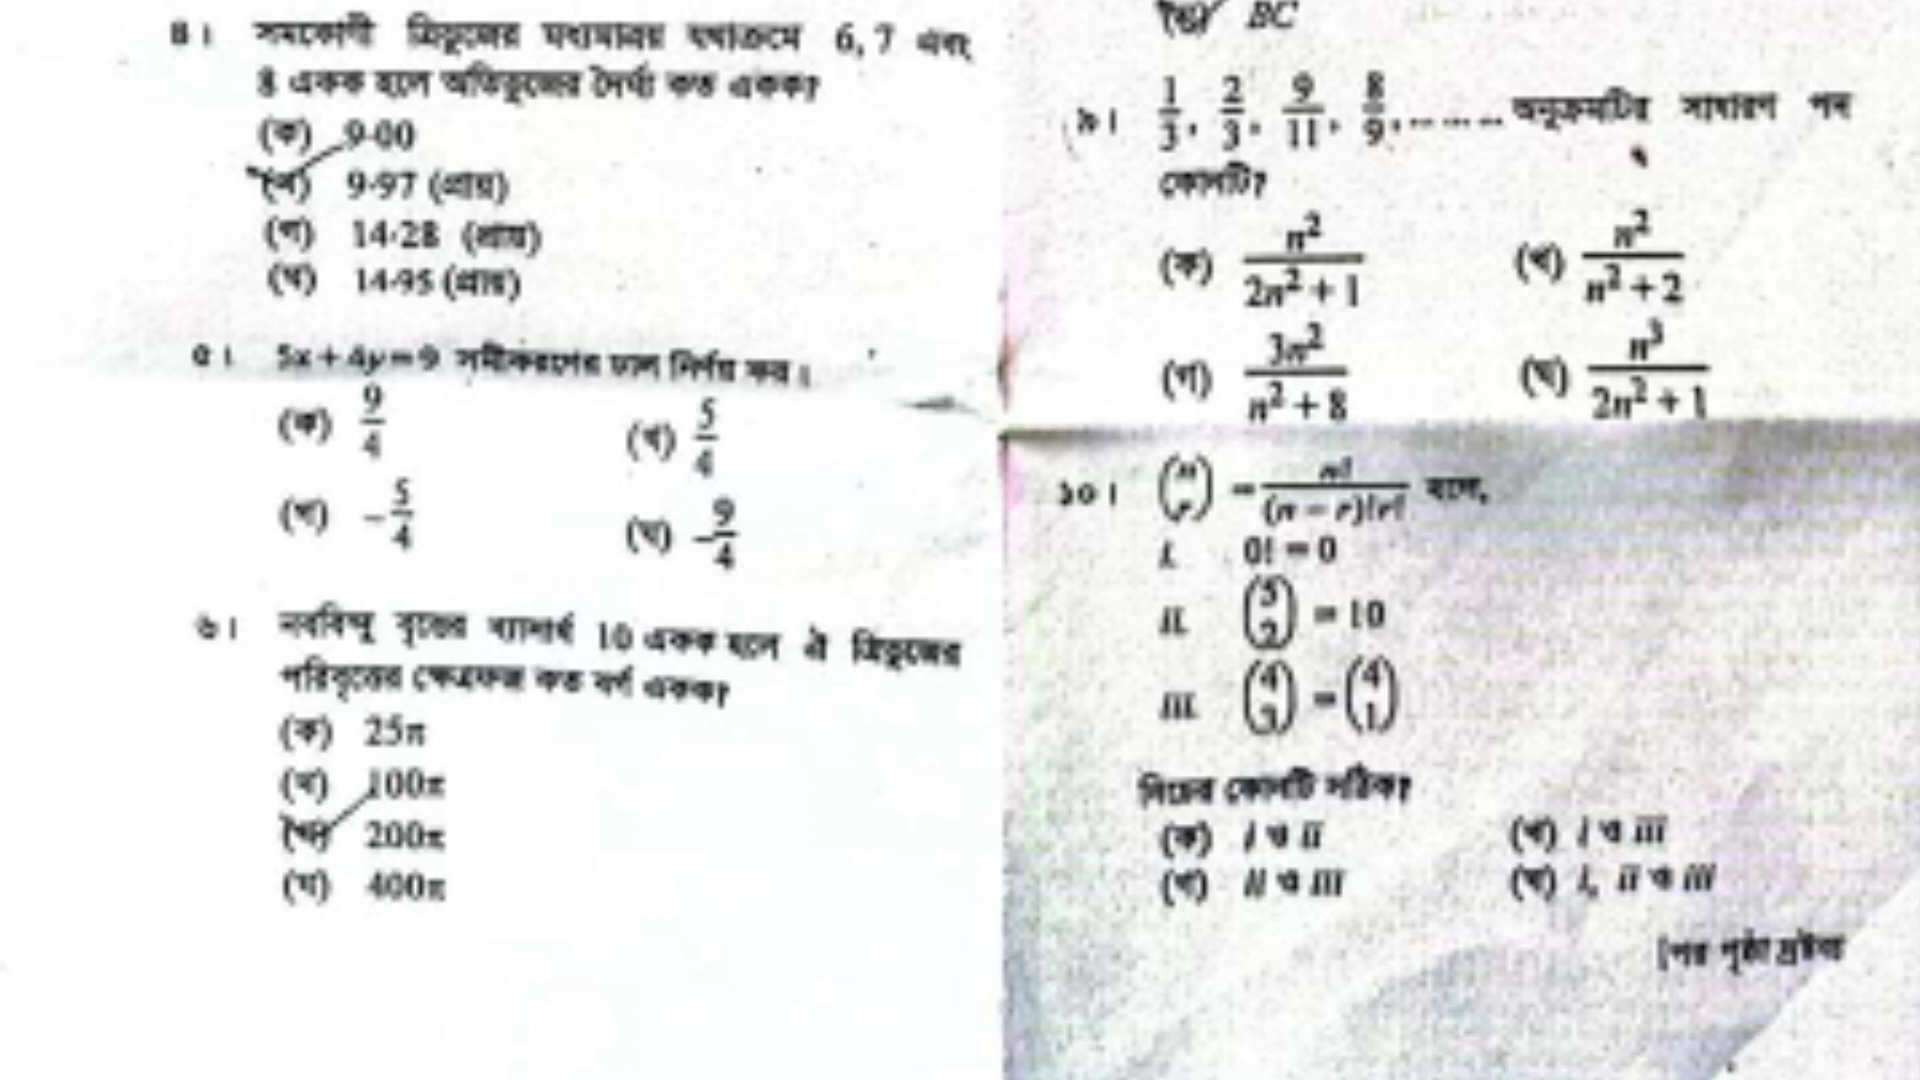 ৪। সমকোণী ত্রিভুজের মধ্যমাত্রয় যথাক্রমে 6, 7 এবং
8 একক হলে অতিভুজের দৈর্ঘ্য কত একক?
(ক) 9·00
(খ) 9·97 (প্রায়)
(গ) 14·28 (প্রায়)
(ঘ) 14·95 (প্রায়)
৫। 5x + 4y = 9 সমীকরণের ঢাল নির্ণয় কর।
(ক) 9/4 (খ) 5/4
(গ) -5/4 (ঘ) -9/4
৬। নববিন্দু বৃত্তের ব্যাসার্ধ 10 একক হলে ঐ ত্রিভুজের
পরিবৃত্তের ক্ষেত্রফল কত বর্গ একক?
(ক) 25π
(খ) 100π
(গ) 200π
(ঘ) 400π
(ঘ) BC
৯। 1/3, 2/3, 9/11, 8/9, ......... অনুক্রমটির সাধারণ পদ
কোনটি?
(ক) n²/(2n² + 1) (খ) n²/(n² + 2)
(গ) 3n²/(n² + 8) (ঘ) n³/(2n² + 1)
১০। (n r) = n!/((n - r)!r!) হলে,
i. 0! = 0
ii. (5 2) = 10
iii. (4 3) = (4 1)
নিচের কোনটি সঠিক?
(ক) i ও ii (খ) i ও iii
(গ) ii ও iii (ঘ) i, ii ও iii
[পর পৃষ্ঠা দ্রষ্টব্য